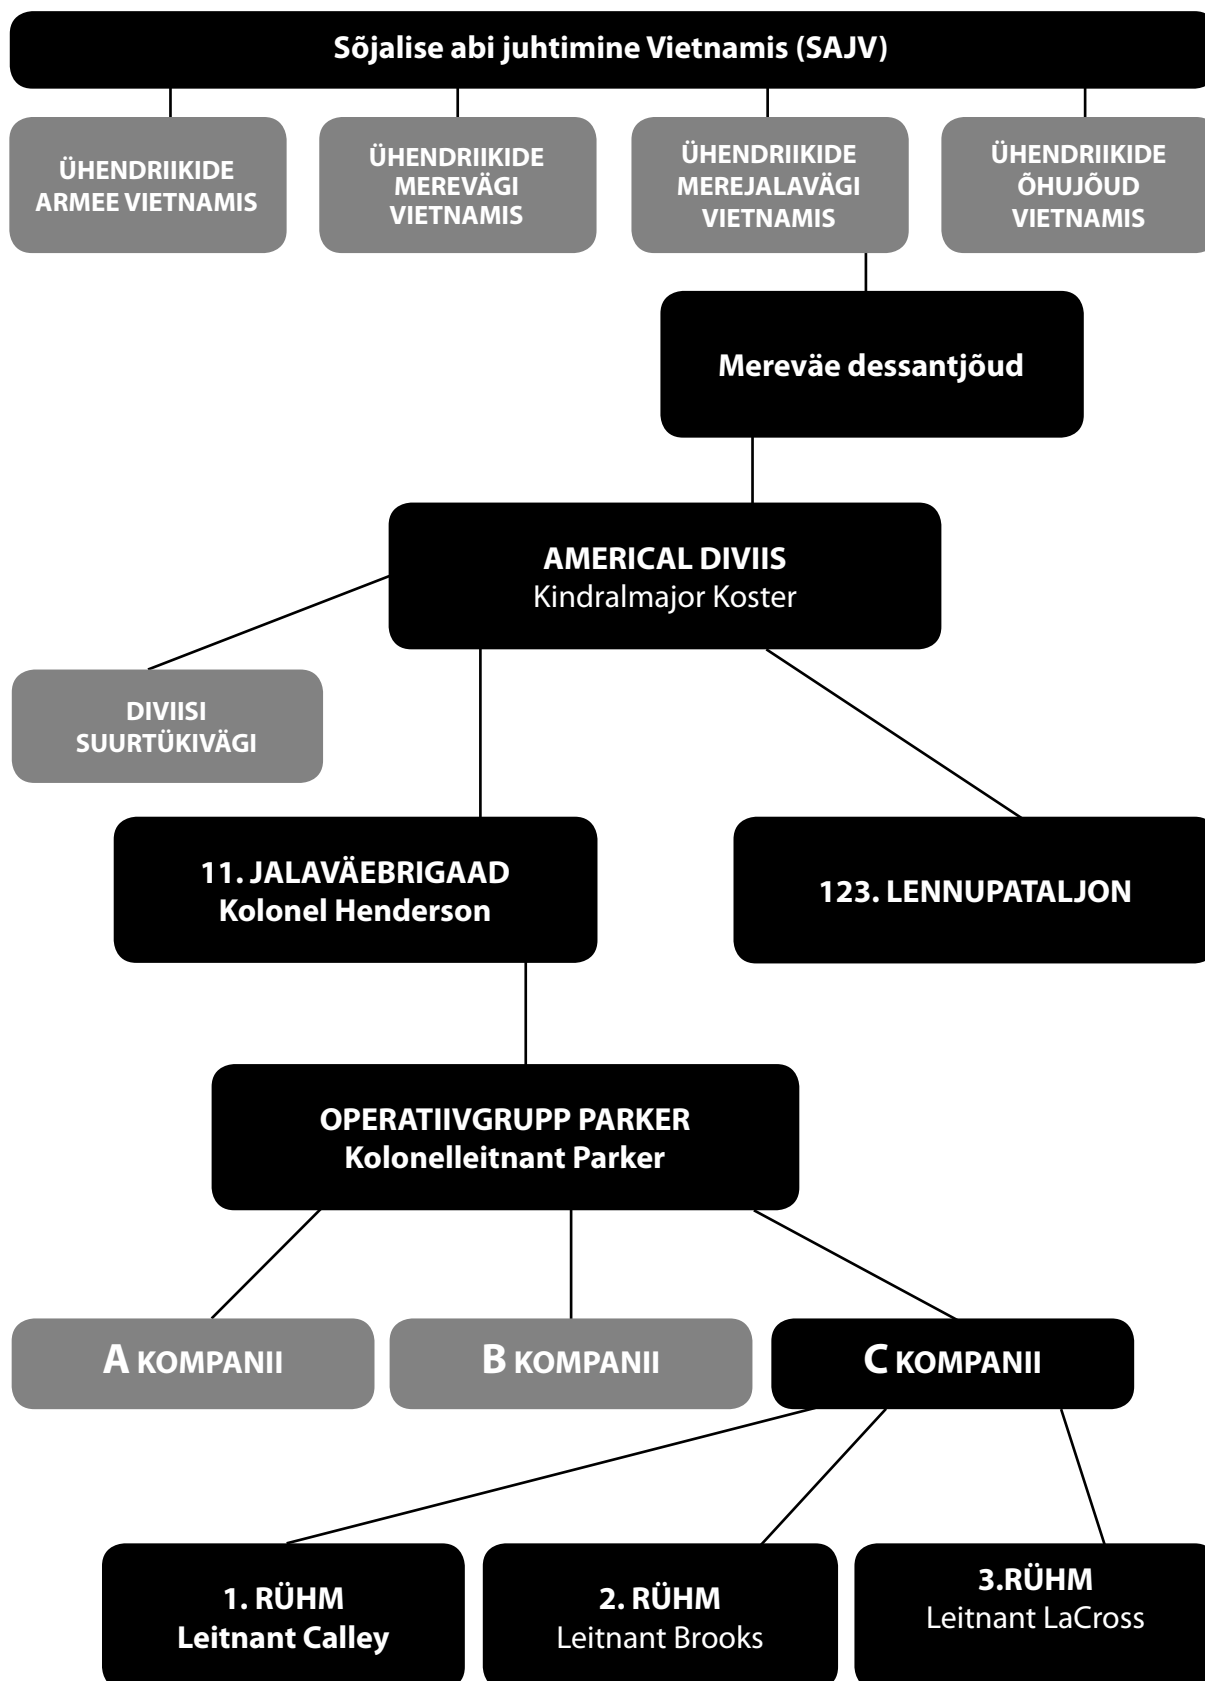 Sõjalise abi juhtimine Vietnamis (SAJV)
ÜHENDRIIKIDE
ARMEE VIETNAMIS
ÜHENDRIIKIDE
MEREVÄGI
VIETNAMIS
ÜHENDRIIKIDE
MEREJALAVÄGI
VIETNAMIS
ÜHENDRIIKIDE
ÕHUJÕUD
VIETNAMIS
Mereväe dessantjõud
AMERICAL DIVIIS
Kindralmajor Koster
DIVIISI
SUURTÜKIVÄGI
11. JALAVÄEBRIGAAD
Kolonel Henderson
123. LENNUPATALJON
OPERATIIVGRUPP PARKER
Kolonelleitnant Parker
A KOMPANII
B KOMPANII
C KOMPANII
1. RÜHM
Leitnant Calley
2. RÜHM
Leitnant Brooks
3.RÜHM
Leitnant LaCross